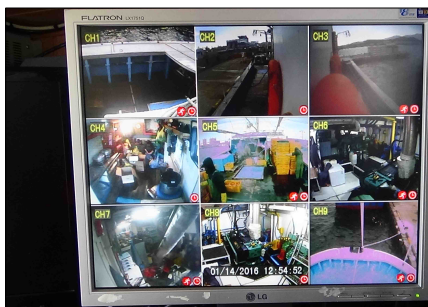 FLATRON
CH1
CH2
CH3
CH4
CH5
CH6
CH7
CH8
CH9
01/14/2016 12:54:52
LG